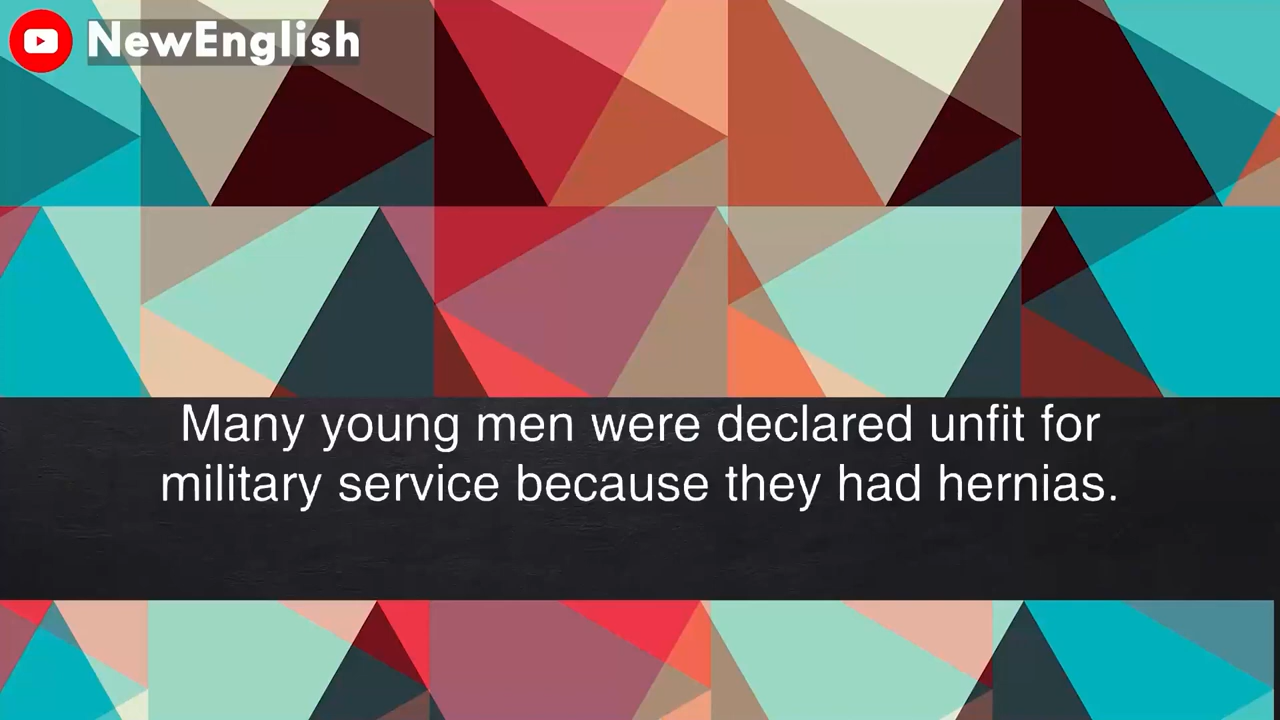 NewEnglish
Many young men were declared unfit for
military service because they had hernias.